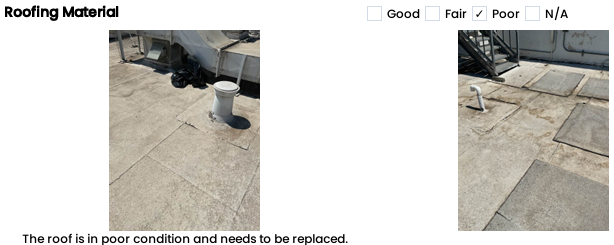 Roofing Material
Good Fair ✓ Poor N/A
The roof is in poor condition and needs to be replaced.